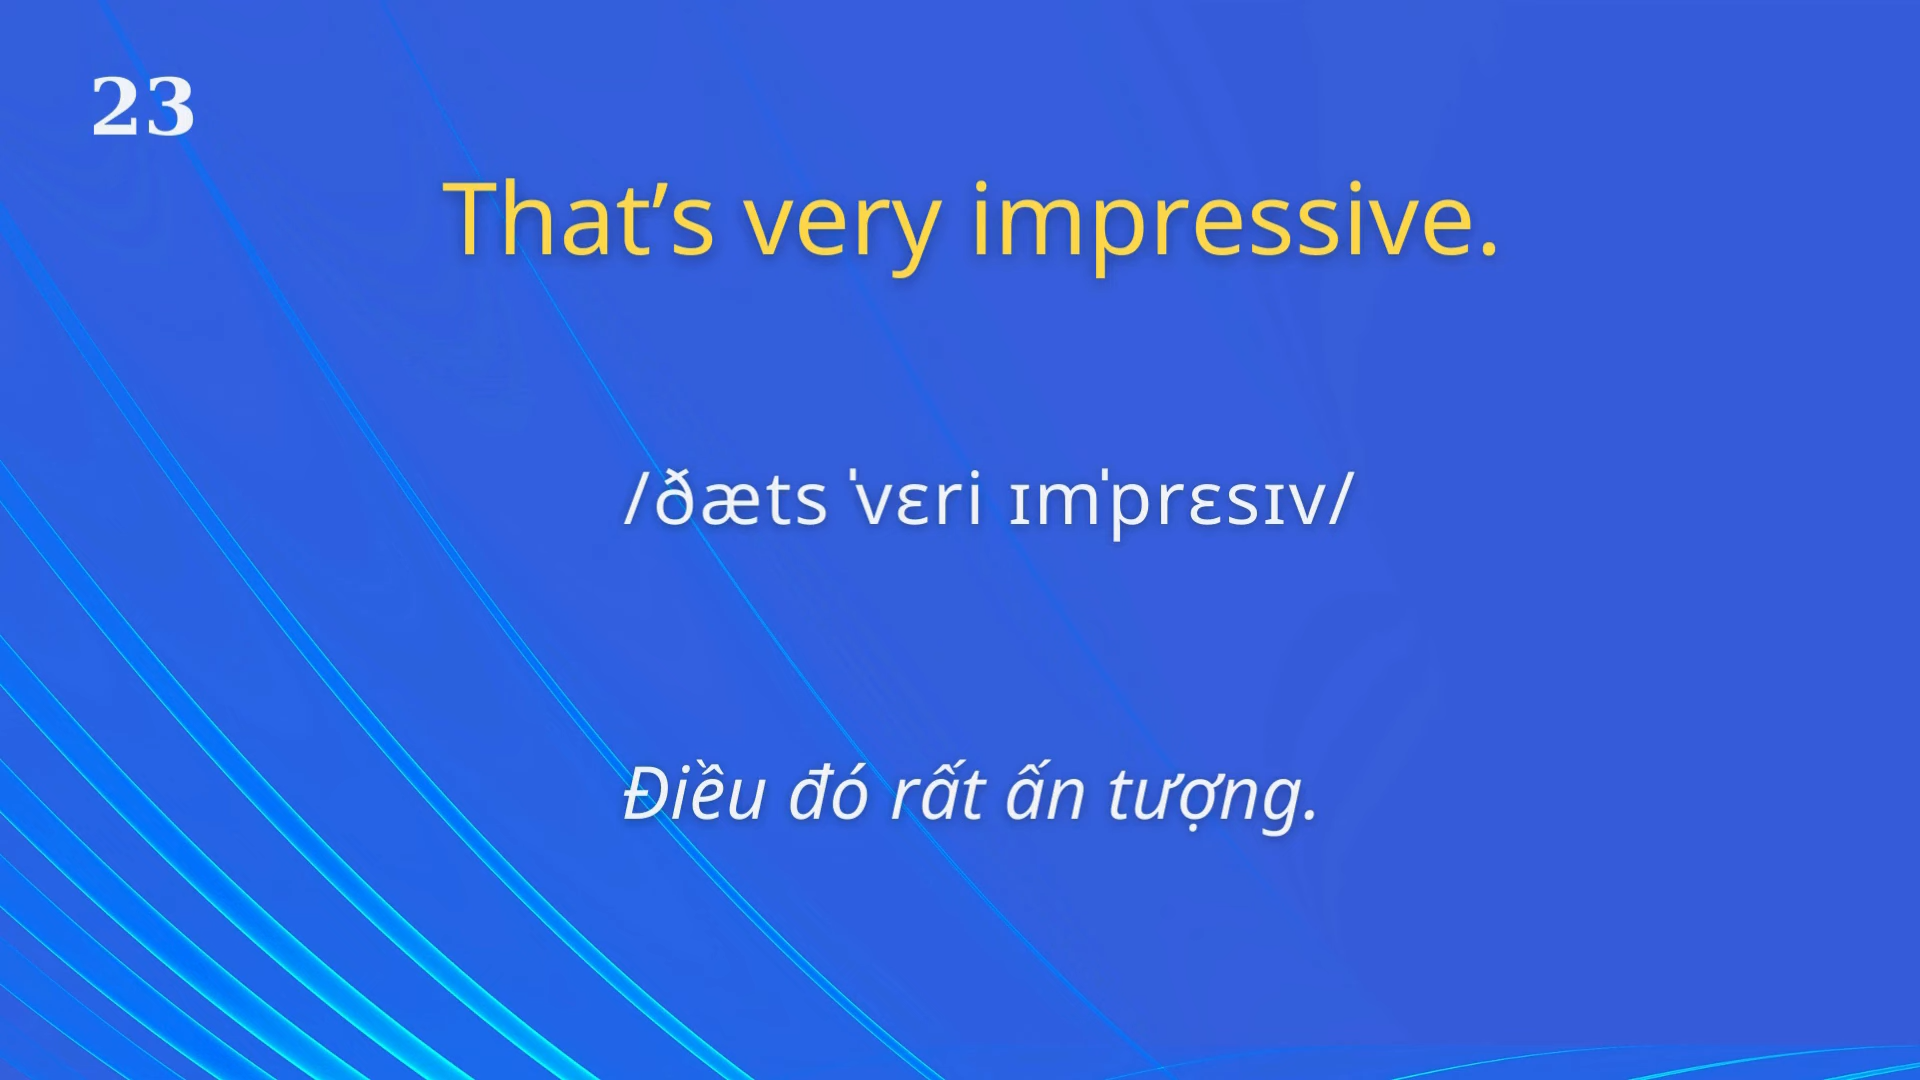 23
That’s very impressive.
/ðæts ˈvɛri ɪmˈprɛsɪv/
Điều đó rất ấn tượng.